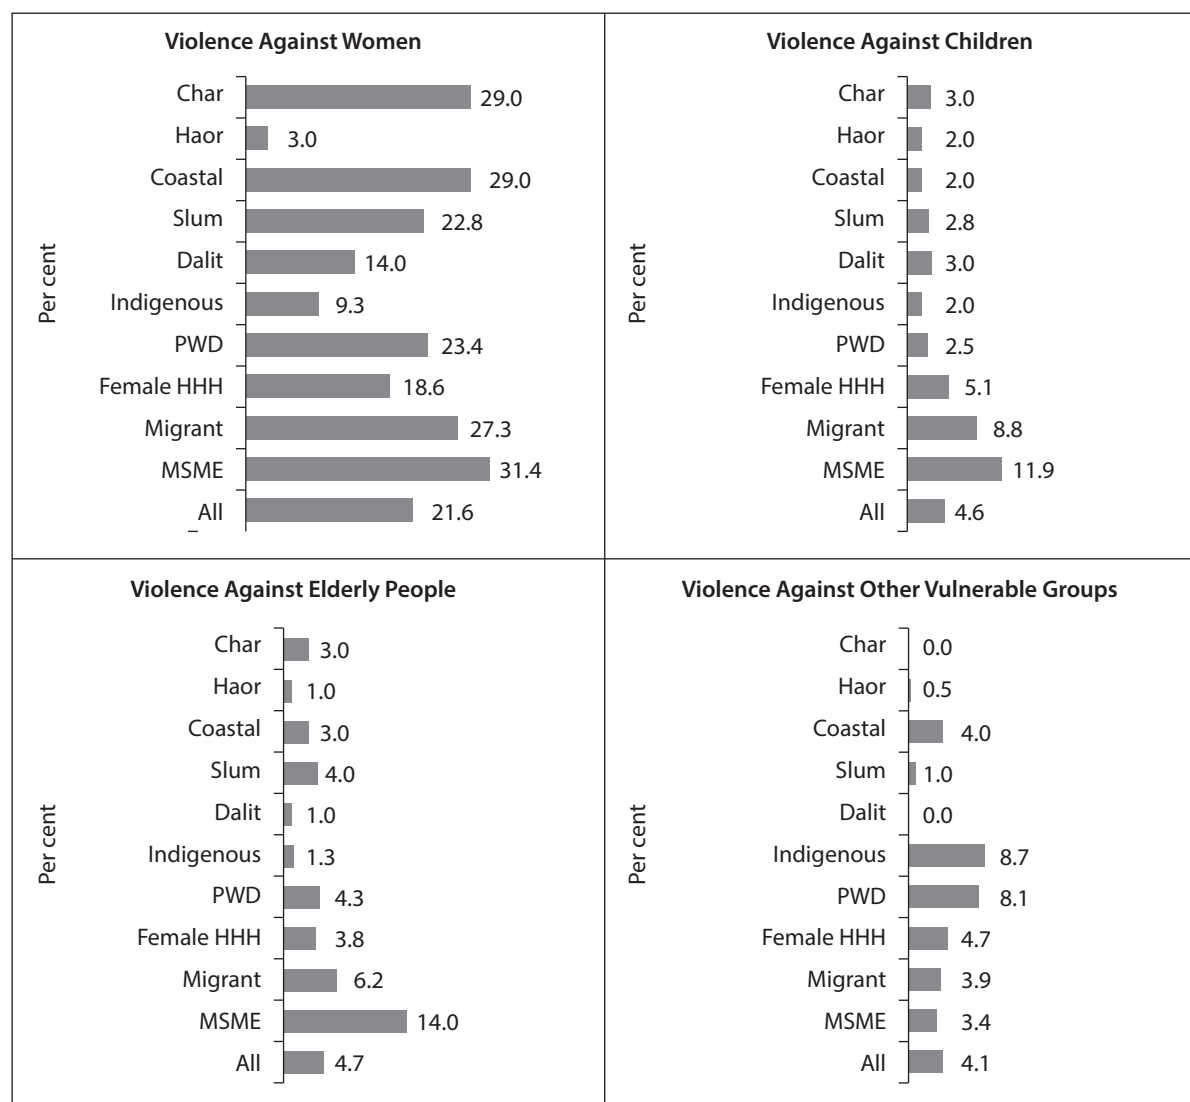 Violence Against Women
Per cent
Char 29.0
Haor 3.0
Coastal 29.0
Slum 22.8
Dalit 14.0
Indigenous 9.3
PWD 23.4
Female HHH 18.6
Migrant 27.3
MSME 31.4
All 21.6
Violence Against Children
Per cent
Char 3.0
Haor 2.0
Coastal 2.0
Slum 2.8
Dalit 3.0
Indigenous 2.0
PWD 2.5
Female HHH 5.1
Migrant 8.8
MSME 11.9
All 4.6
Violence Against Elderly People
Per cent
Char 3.0
Haor 1.0
Coastal 3.0
Slum 4.0
Dalit 1.0
Indigenous 1.3
PWD 4.3
Female HHH 3.8
Migrant 6.2
MSME 14.0
All 4.7
Violence Against Other Vulnerable Groups
Per cent
Char 0.0
Haor 0.5
Coastal 4.0
Slum 1.0
Dalit 0.0
Indigenous 8.7
PWD 8.1
Female HHH 4.7
Migrant 3.9
MSME 3.4
All 4.1